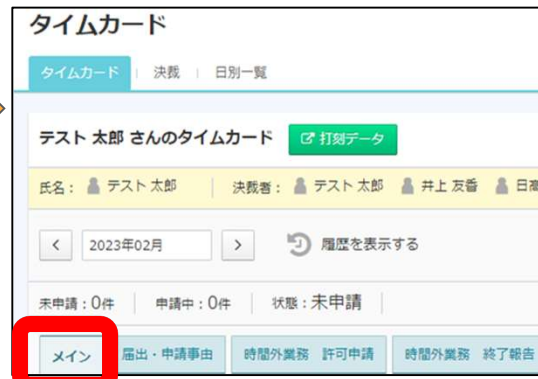 タイムカード
タイムカード 決裁 日別一覧
テスト 太郎 さんのタイムカード 打刻データ
氏名： テスト 太郎 決裁者： テスト 太郎 井上 友香 日高
< 2023年02月 > 履歴を表示する
未申請：0件 申請中：0件 状態：未申請
メイン 届出・申請事由 時間外業務 許可申請 時間外業務 終了報告